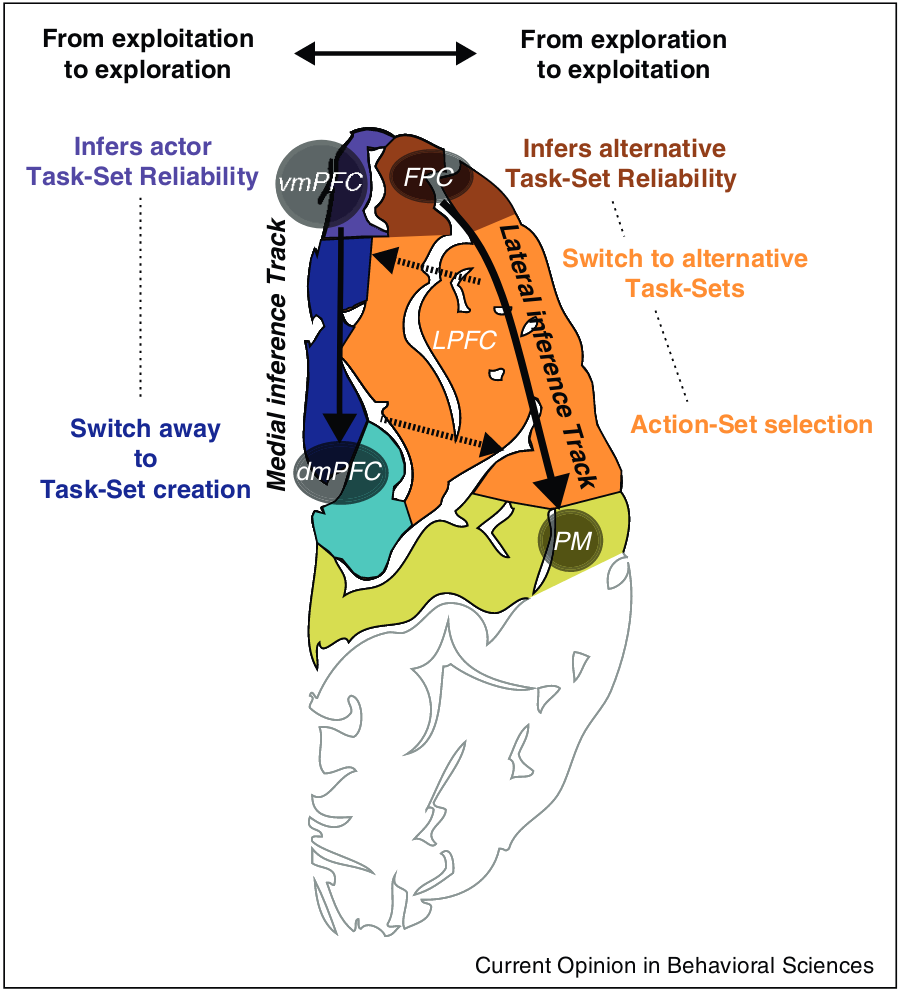 From exploitation
to exploration
From exploration
to exploitation
Infers actor
Task-Set Reliability
vmPFC
FPC
Infers alternative
Task-Set Reliability
Medial inference Track
Lateral inference Track
Switch to alternative
Task-Sets
LPFC
Action-Set selection
Switch away
to
Task-Set creation
dmPFC
PM
Current Opinion in Behavioral Sciences